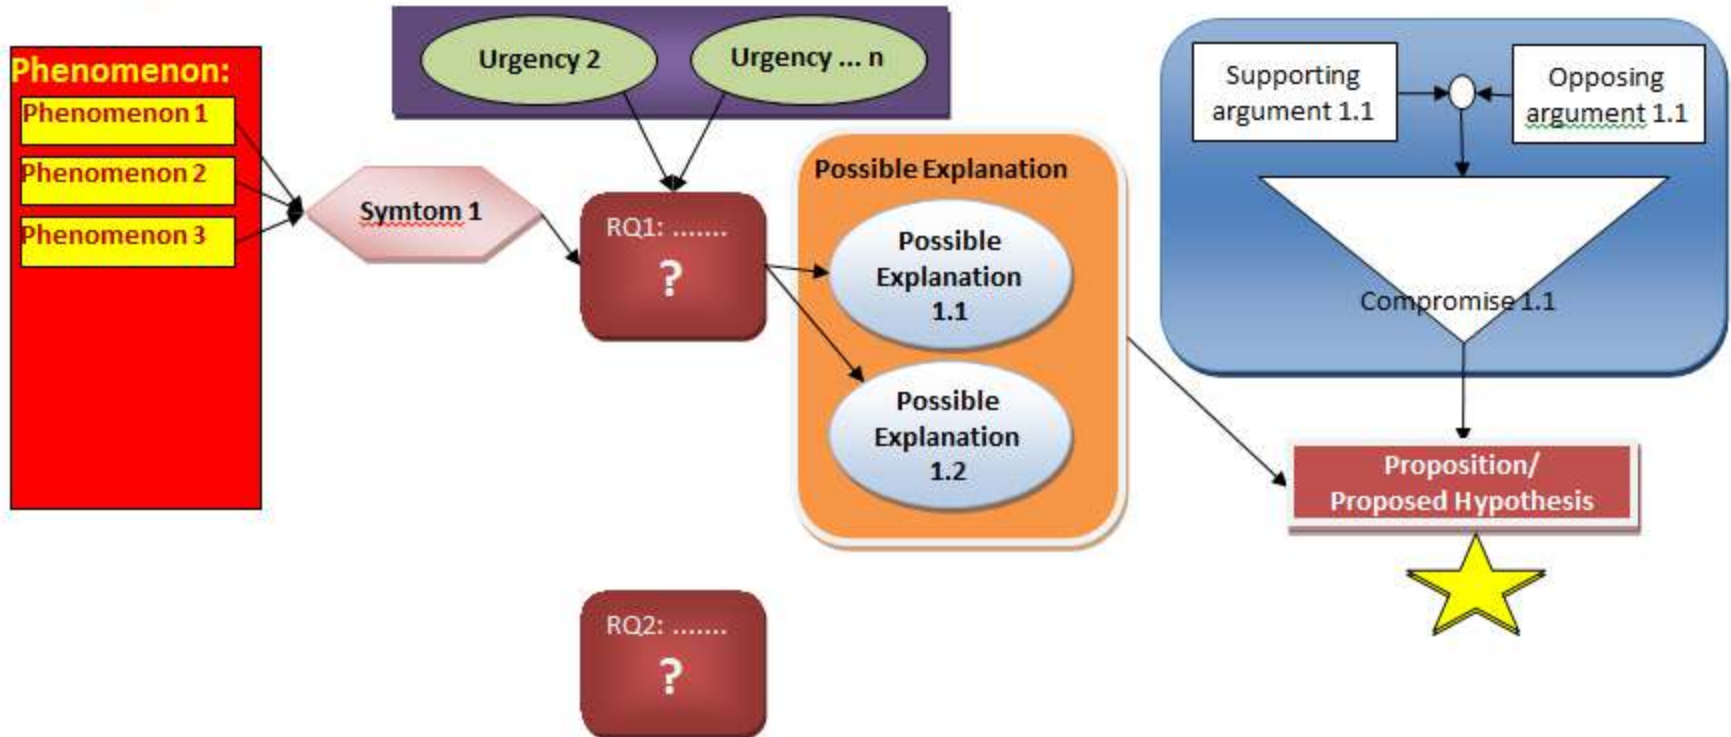 Phenomenon:
Phenomenon 1
Phenomenon 2
Phenomenon 3
Symtom 1
Urgency 2
Urgency ... n
RQ1: .......
?
Possible Explanation
Possible
Explanation
1.1
Possible
Explanation
1.2
Supporting
argument 1.1
Opposing
argument 1.1
Compromise 1.1
Proposition/
Proposed Hypothesis
RQ2: .......
?